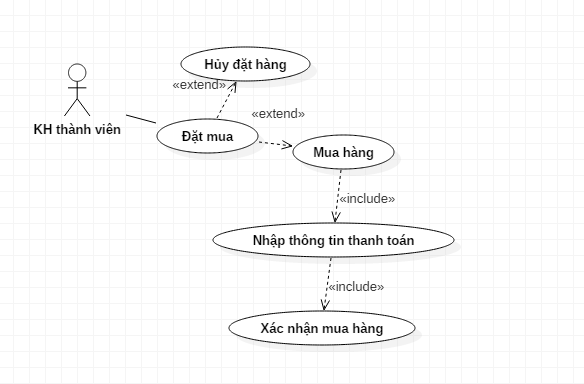 Hủy đặt hàng
«extend»
«extend»
KH thành viên
Đặt mua
Mua hàng
«include»
Nhập thông tin thanh toán
«include»
Xác nhận mua hàng